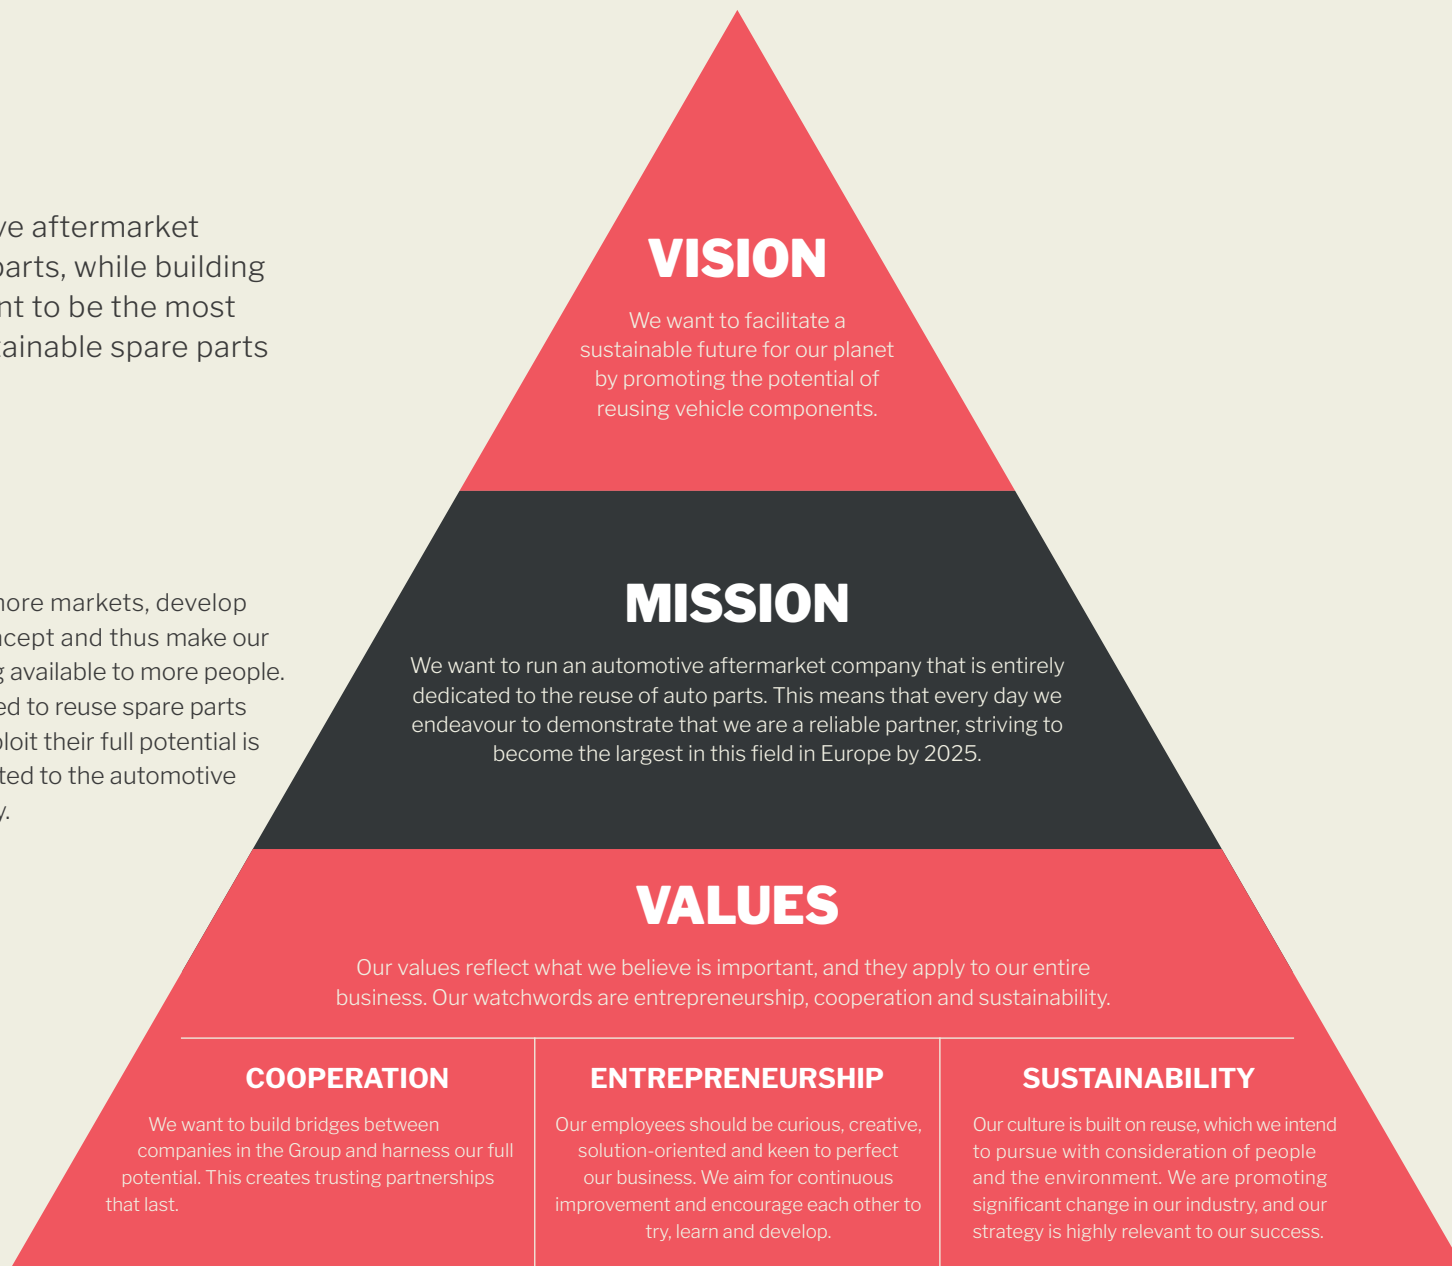 aftermarket
parts, while building
to be the most
spare parts
markets, develop
and thus make our
available to more people.
to reuse spare parts
their full potential is
to the automotive
VISION
We want to facilitate a
sustainable future for our planet
by promoting the potential of
reusing vehicle components.
MISSION
We want to run an automotive aftermarket company that is entirely
dedicated to the reuse of auto parts. This means that every day we
endeavour to demonstrate that we are a reliable partner, striving to
become the largest in this field in Europe by 2025.
VALUES
Our values reflect what we believe is important, and they apply to our entire
business. Our watchwords are entrepreneurship, cooperation and sustainability.
COOPERATION
We want to build bridges between
companies in the Group and harness our full
potential. This creates trusting partnerships
that last.
ENTREPRENEURSHIP
Our employees should be curious, creative,
solution-oriented and keen to perfect
our business. We aim for continuous
improvement and encourage each other to
try, learn and develop.
SUSTAINABILITY
Our culture is built on reuse, which we intend
to pursue with consideration of people
and the environment. We are promoting
significant change in our industry, and our
strategy is highly relevant to our success.